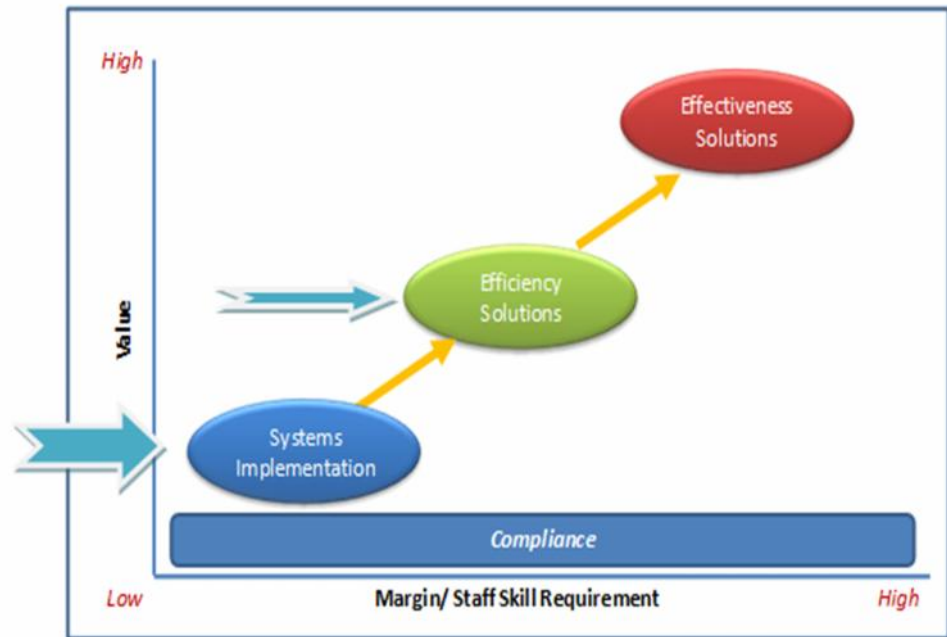 High
Effectiveness
Solutions
Efficiency
Solutions
Value
Systems
Implementation
Compliance
Low
Margin/ Staff Skill Requirement
High